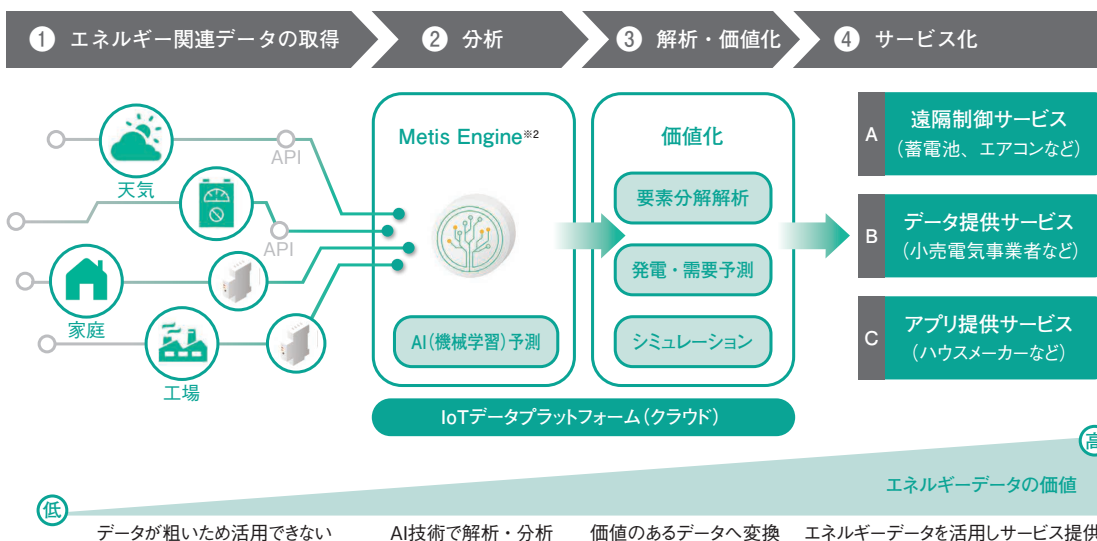 1 エネルギー関連データの取得
2 分析
3 解析・価値化
4 サービス化
天気
API
API
家庭
工場
Metis Engine※2
AI(機械学習)予測
価値化
要素分解解析
発電・需要予測
シミュレーション
IoTデータプラットフォーム(クラウド)
A
遠隔制御サービス
(蓄電池、エアコンなど)
B
データ提供サービス
(小売電気事業者など)
C
アプリ提供サービス
(ハウスメーカーなど)
高
エネルギーデータの価値
低
データが粗いため活用できない
AI技術で解析・分析
価値のあるデータへ変換
エネルギーデータを活用しサービス提供